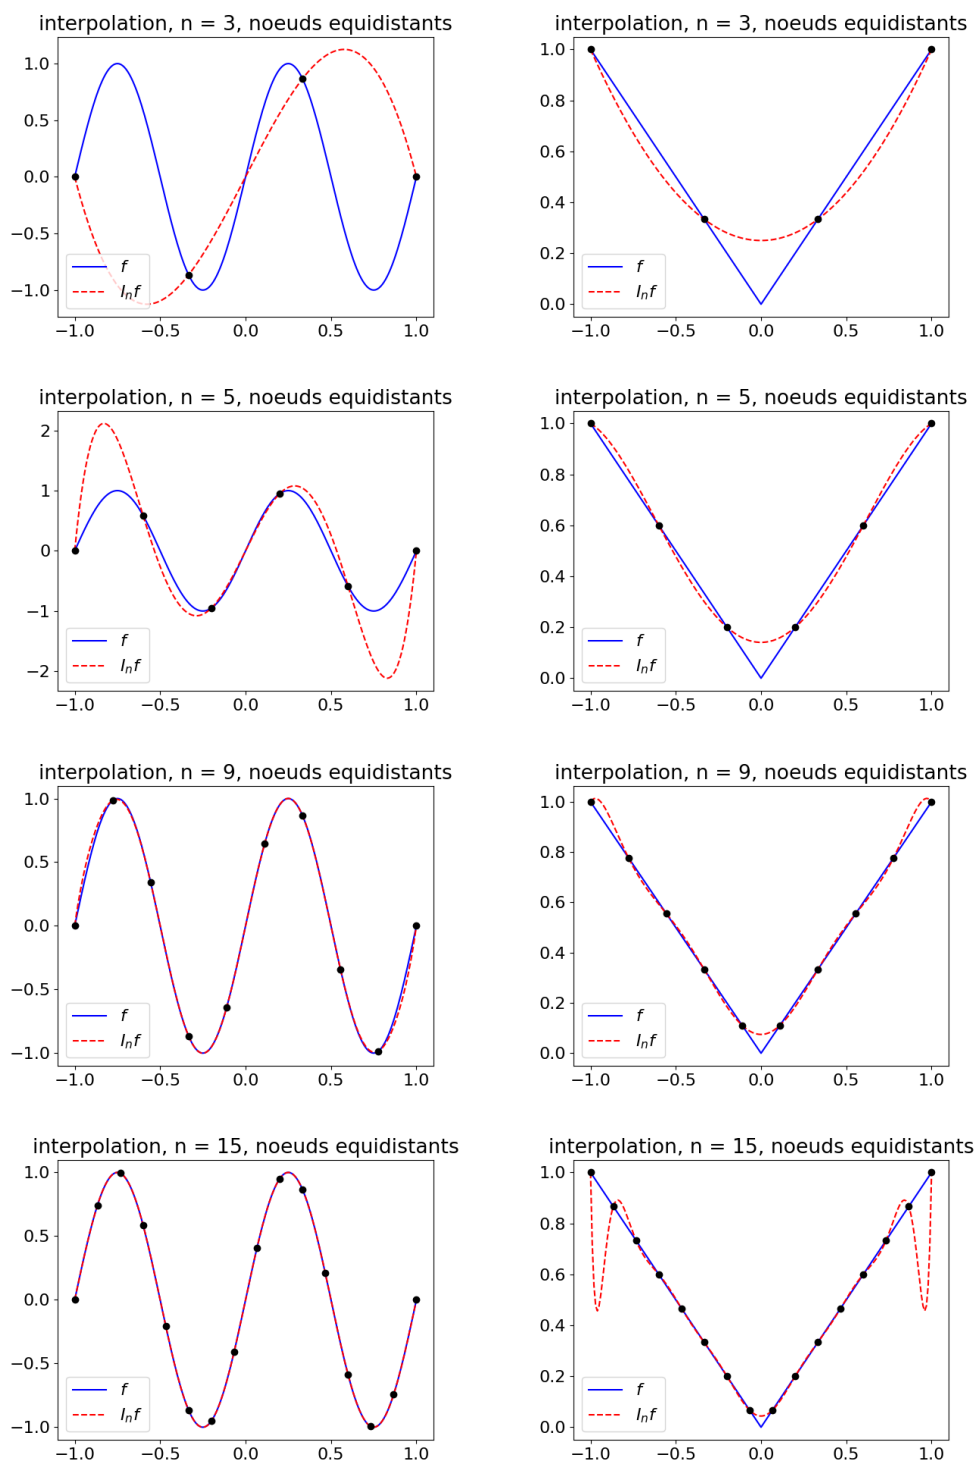 interpolation, n = 3, noeuds equidistants
1.0
0.5
0.0
−0.5
−1.0
f
Inf
−1.0 −0.5 0.0 0.5 1.0
interpolation, n = 3, noeuds equidistants
1.0
0.8
0.6
0.4
0.2
0.0
f
Inf
−1.0 −0.5 0.0 0.5 1.0
interpolation, n = 5, noeuds equidistants
2
1
0
−1
−2
f
Inf
−1.0 −0.5 0.0 0.5 1.0
interpolation, n = 5, noeuds equidistants
1.0
0.8
0.6
0.4
0.2
0.0
f
Inf
−1.0 −0.5 0.0 0.5 1.0
interpolation, n = 9, noeuds equidistants
1.0
0.5
0.0
−0.5
−1.0
f
Inf
−1.0 −0.5 0.0 0.5 1.0
interpolation, n = 9, noeuds equidistants
1.0
0.8
0.6
0.4
0.2
0.0
f
Inf
−1.0 −0.5 0.0 0.5 1.0
interpolation, n = 15, noeuds equidistants
1.0
0.5
0.0
−0.5
−1.0
f
Inf
−1.0 −0.5 0.0 0.5 1.0
interpolation, n = 15, noeuds equidistants
1.0
0.8
0.6
0.4
0.2
0.0
f
Inf
−1.0 −0.5 0.0 0.5 1.0